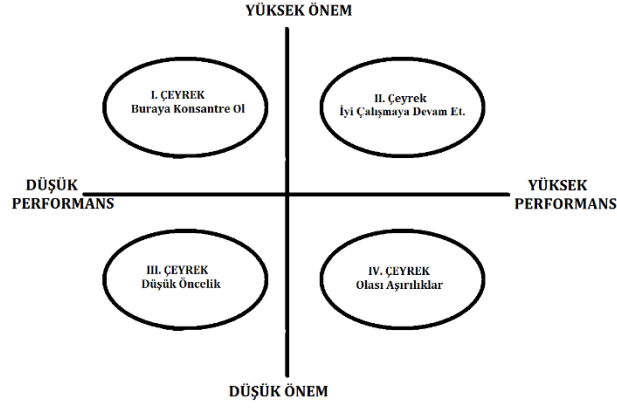 YÜKSEK ÖNEM
I. ÇEYREK
Buraya Konsantre Ol
II. Çeyrek
İyi Çalışmaya Devam Et.
DÜŞÜK
PERFORMANS
YÜKSEK
PERFORMANS
III. ÇEYREK
Düşük Öncelik
IV. ÇEYREK
Olası Aşırılıklar
DÜŞÜK ÖNEM